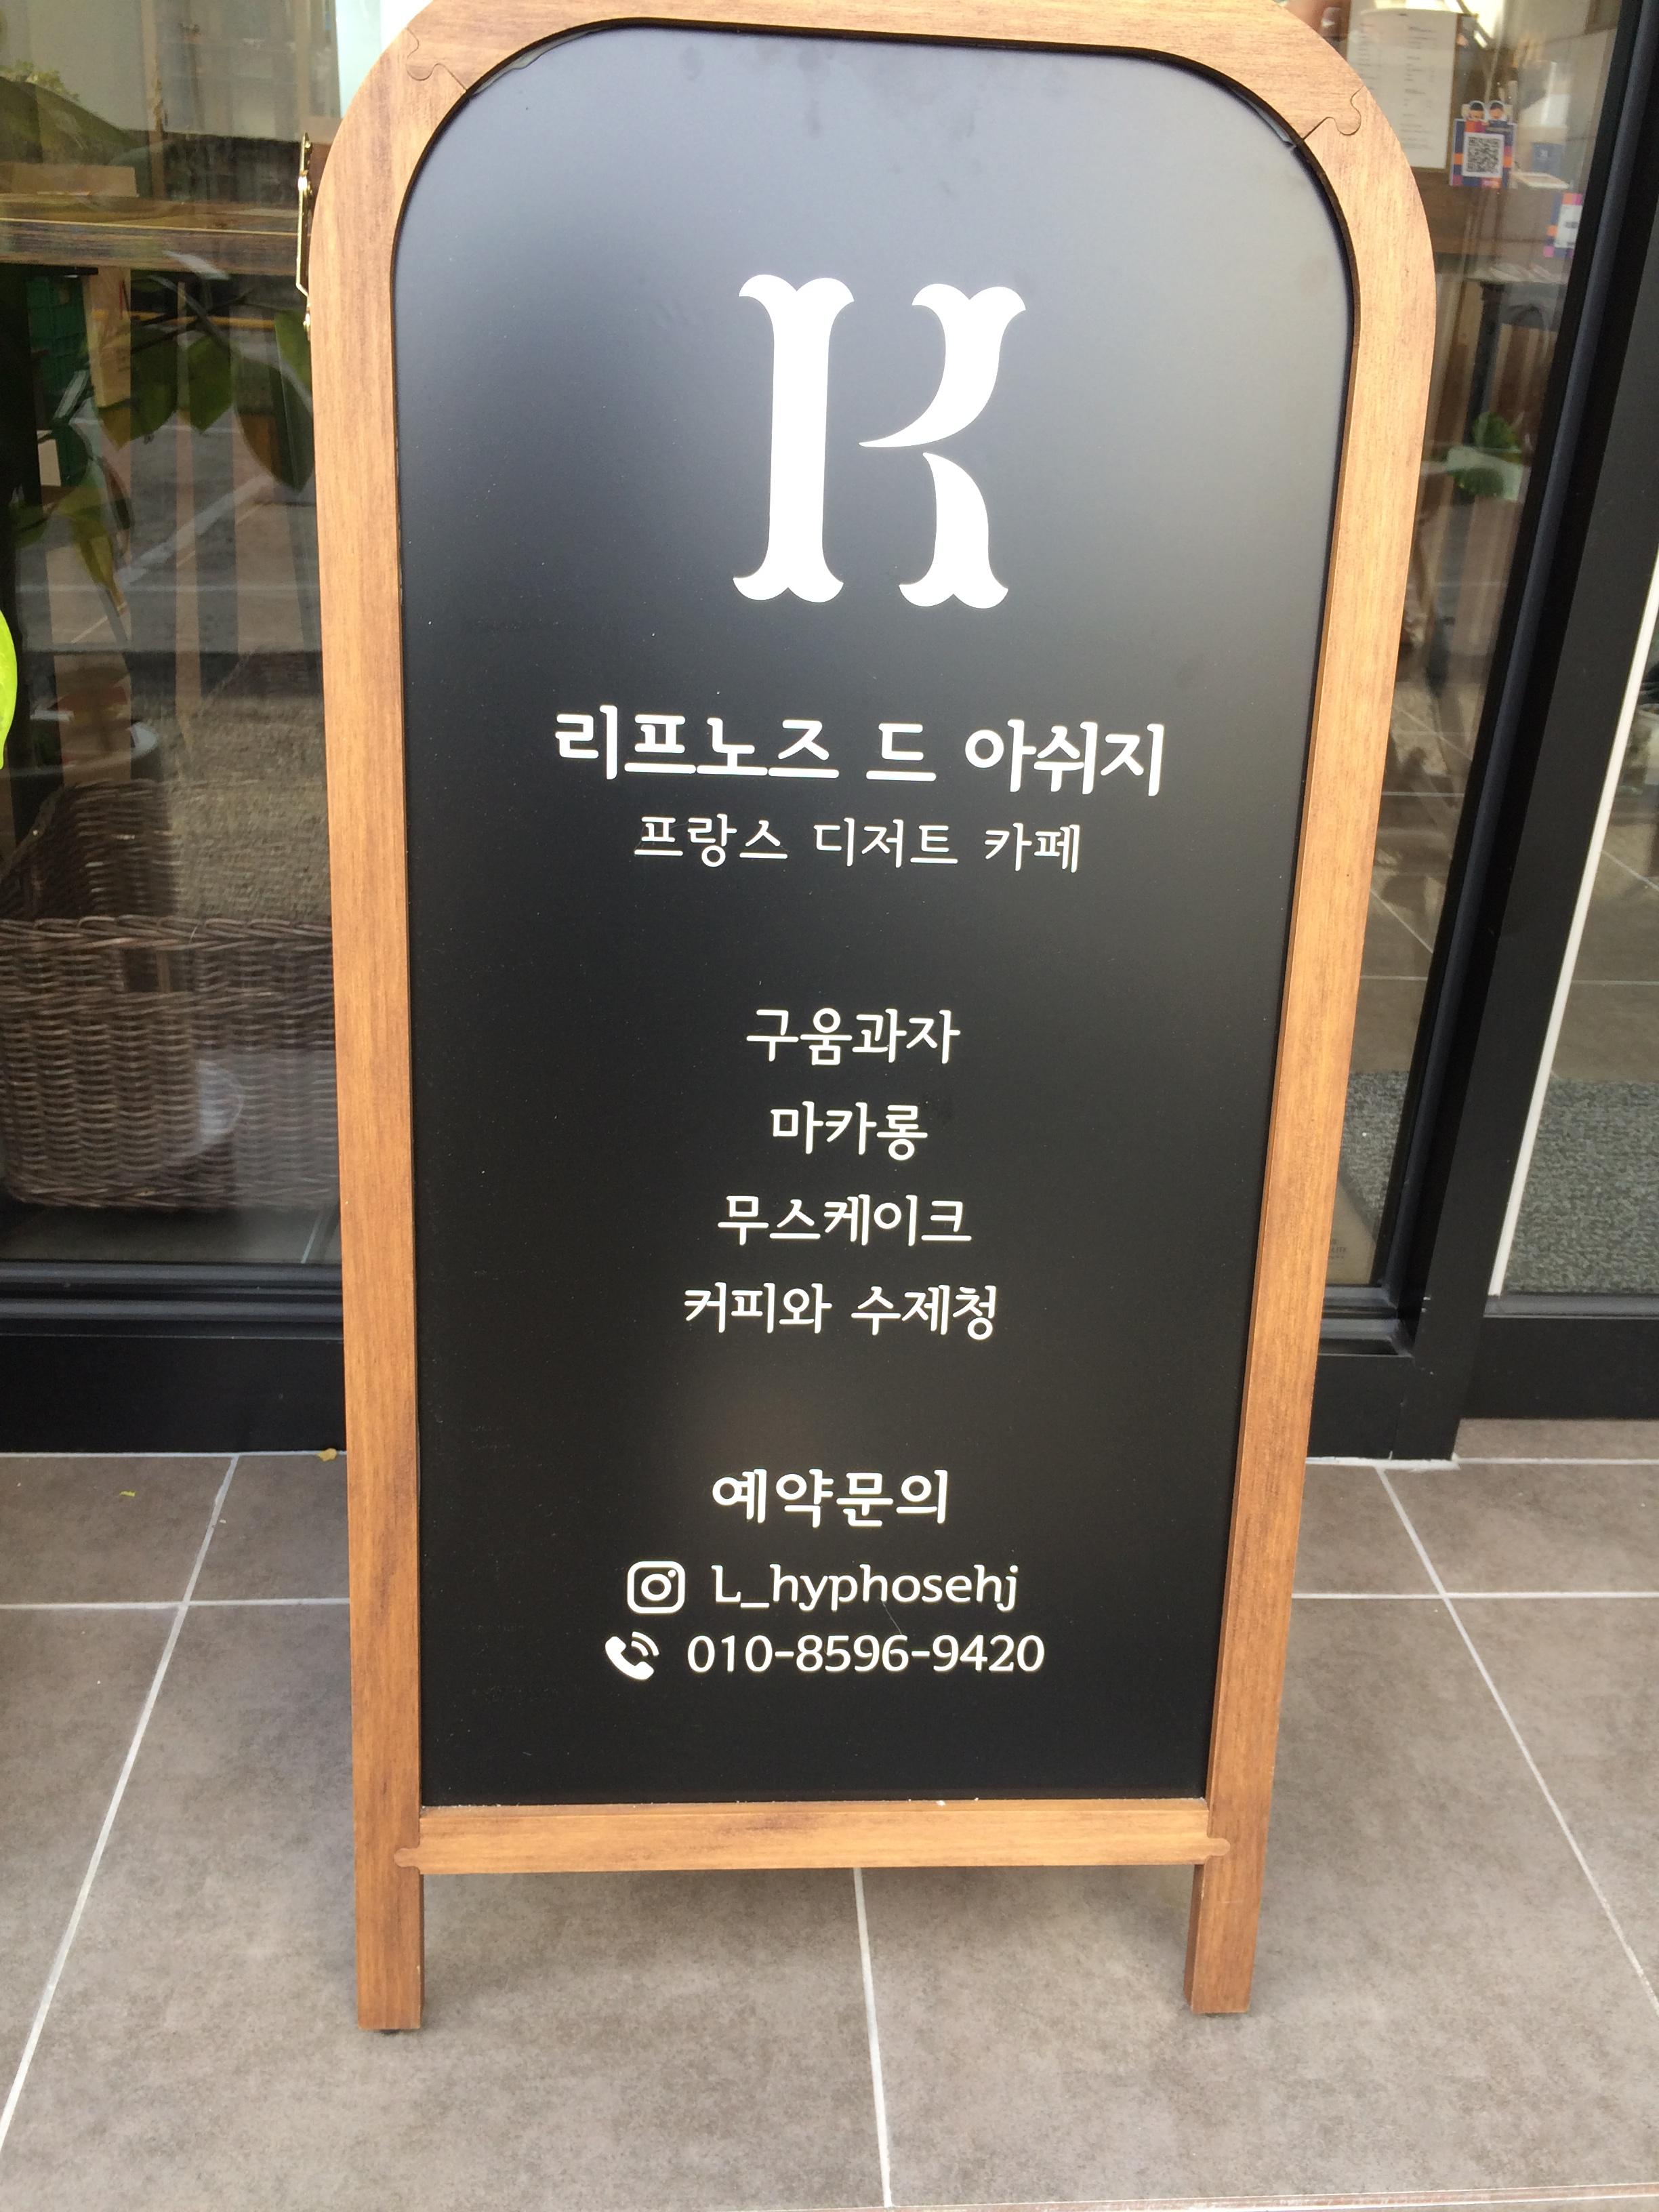 K
리프노즈 드 아쉬지
프랑스 디저트 카페
구움과자
마카롱
무스케이크
커피와 수제청
예약문의
L_hyphosehj
010-8596-9420